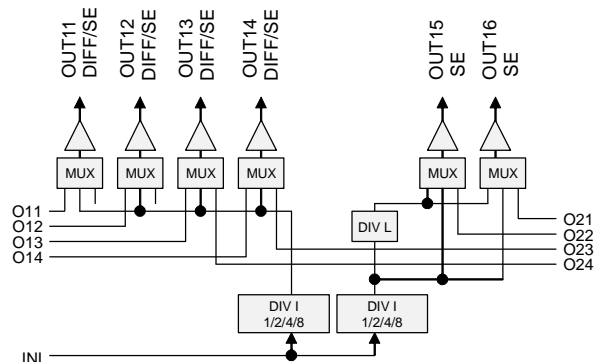 OUT11
DIFF/SE
OUT12
DIFF/SE
OUT13
DIFF/SE
OUT14
DIFF/SE
OUT15
SE
OUT16
SE
MUX
MUX
MUX
MUX
MUX
MUX
O11
O12
O13
O14
DIV L
O21
O22
O23
O24
DIV I
1/2/4/8
DIV I
1/2/4/8
INI